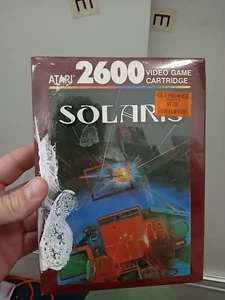 E
ATARI 2600 VIDEO GAME
CARTRIDGE
SOLARIS